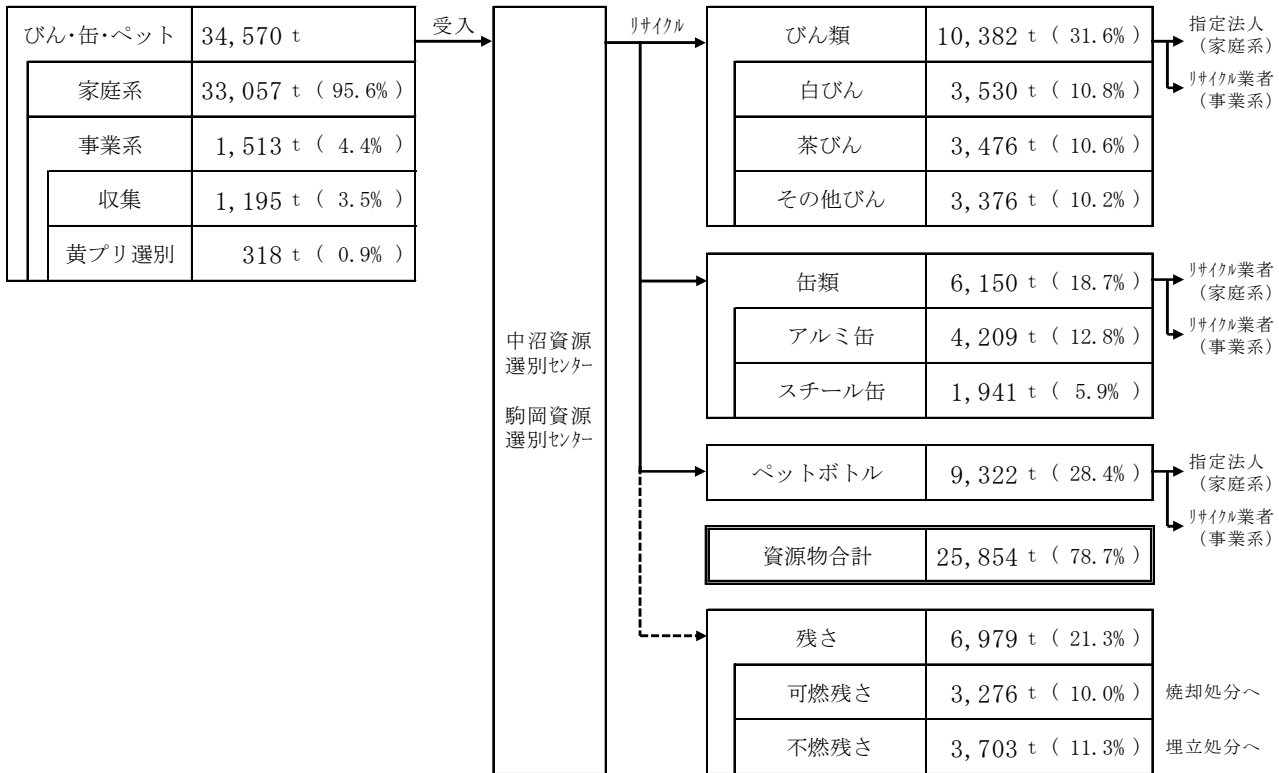 びん・缶・ペット 34,570 t
家庭系 33,057 t ( 95.6% )
事業系 1,513 t ( 4.4% )
収集 1,195 t ( 3.5% )
黄プリ選別 318 t ( 0.9% )
受入
中沼資源
選別ｾﾝﾀｰ
駒岡資源
選別ｾﾝﾀｰ
ﾘｻｲｸﾙ
びん類 10,382 t ( 31.6% )
白びん 3,530 t ( 10.8% )
茶びん 3,476 t ( 10.6% )
その他びん 3,376 t ( 10.2% )
指定法人
（家庭系）
ﾘｻｲｸﾙ業者
（事業系）
缶類 6,150 t ( 18.7% )
アルミ缶 4,209 t ( 12.8% )
スチール缶 1,941 t ( 5.9% )
ﾘｻｲｸﾙ業者
（家庭系）
ﾘｻｲｸﾙ業者
（事業系）
ペットボトル 9,322 t ( 28.4% )
指定法人
（家庭系）
ﾘｻｲｸﾙ業者
（事業系）
資源物合計 25,854 t ( 78.7% )
残さ 6,979 t ( 21.3% )
可燃残さ 3,276 t ( 10.0% ) 焼却処分へ
不燃残さ 3,703 t ( 11.3% ) 埋立処分へ